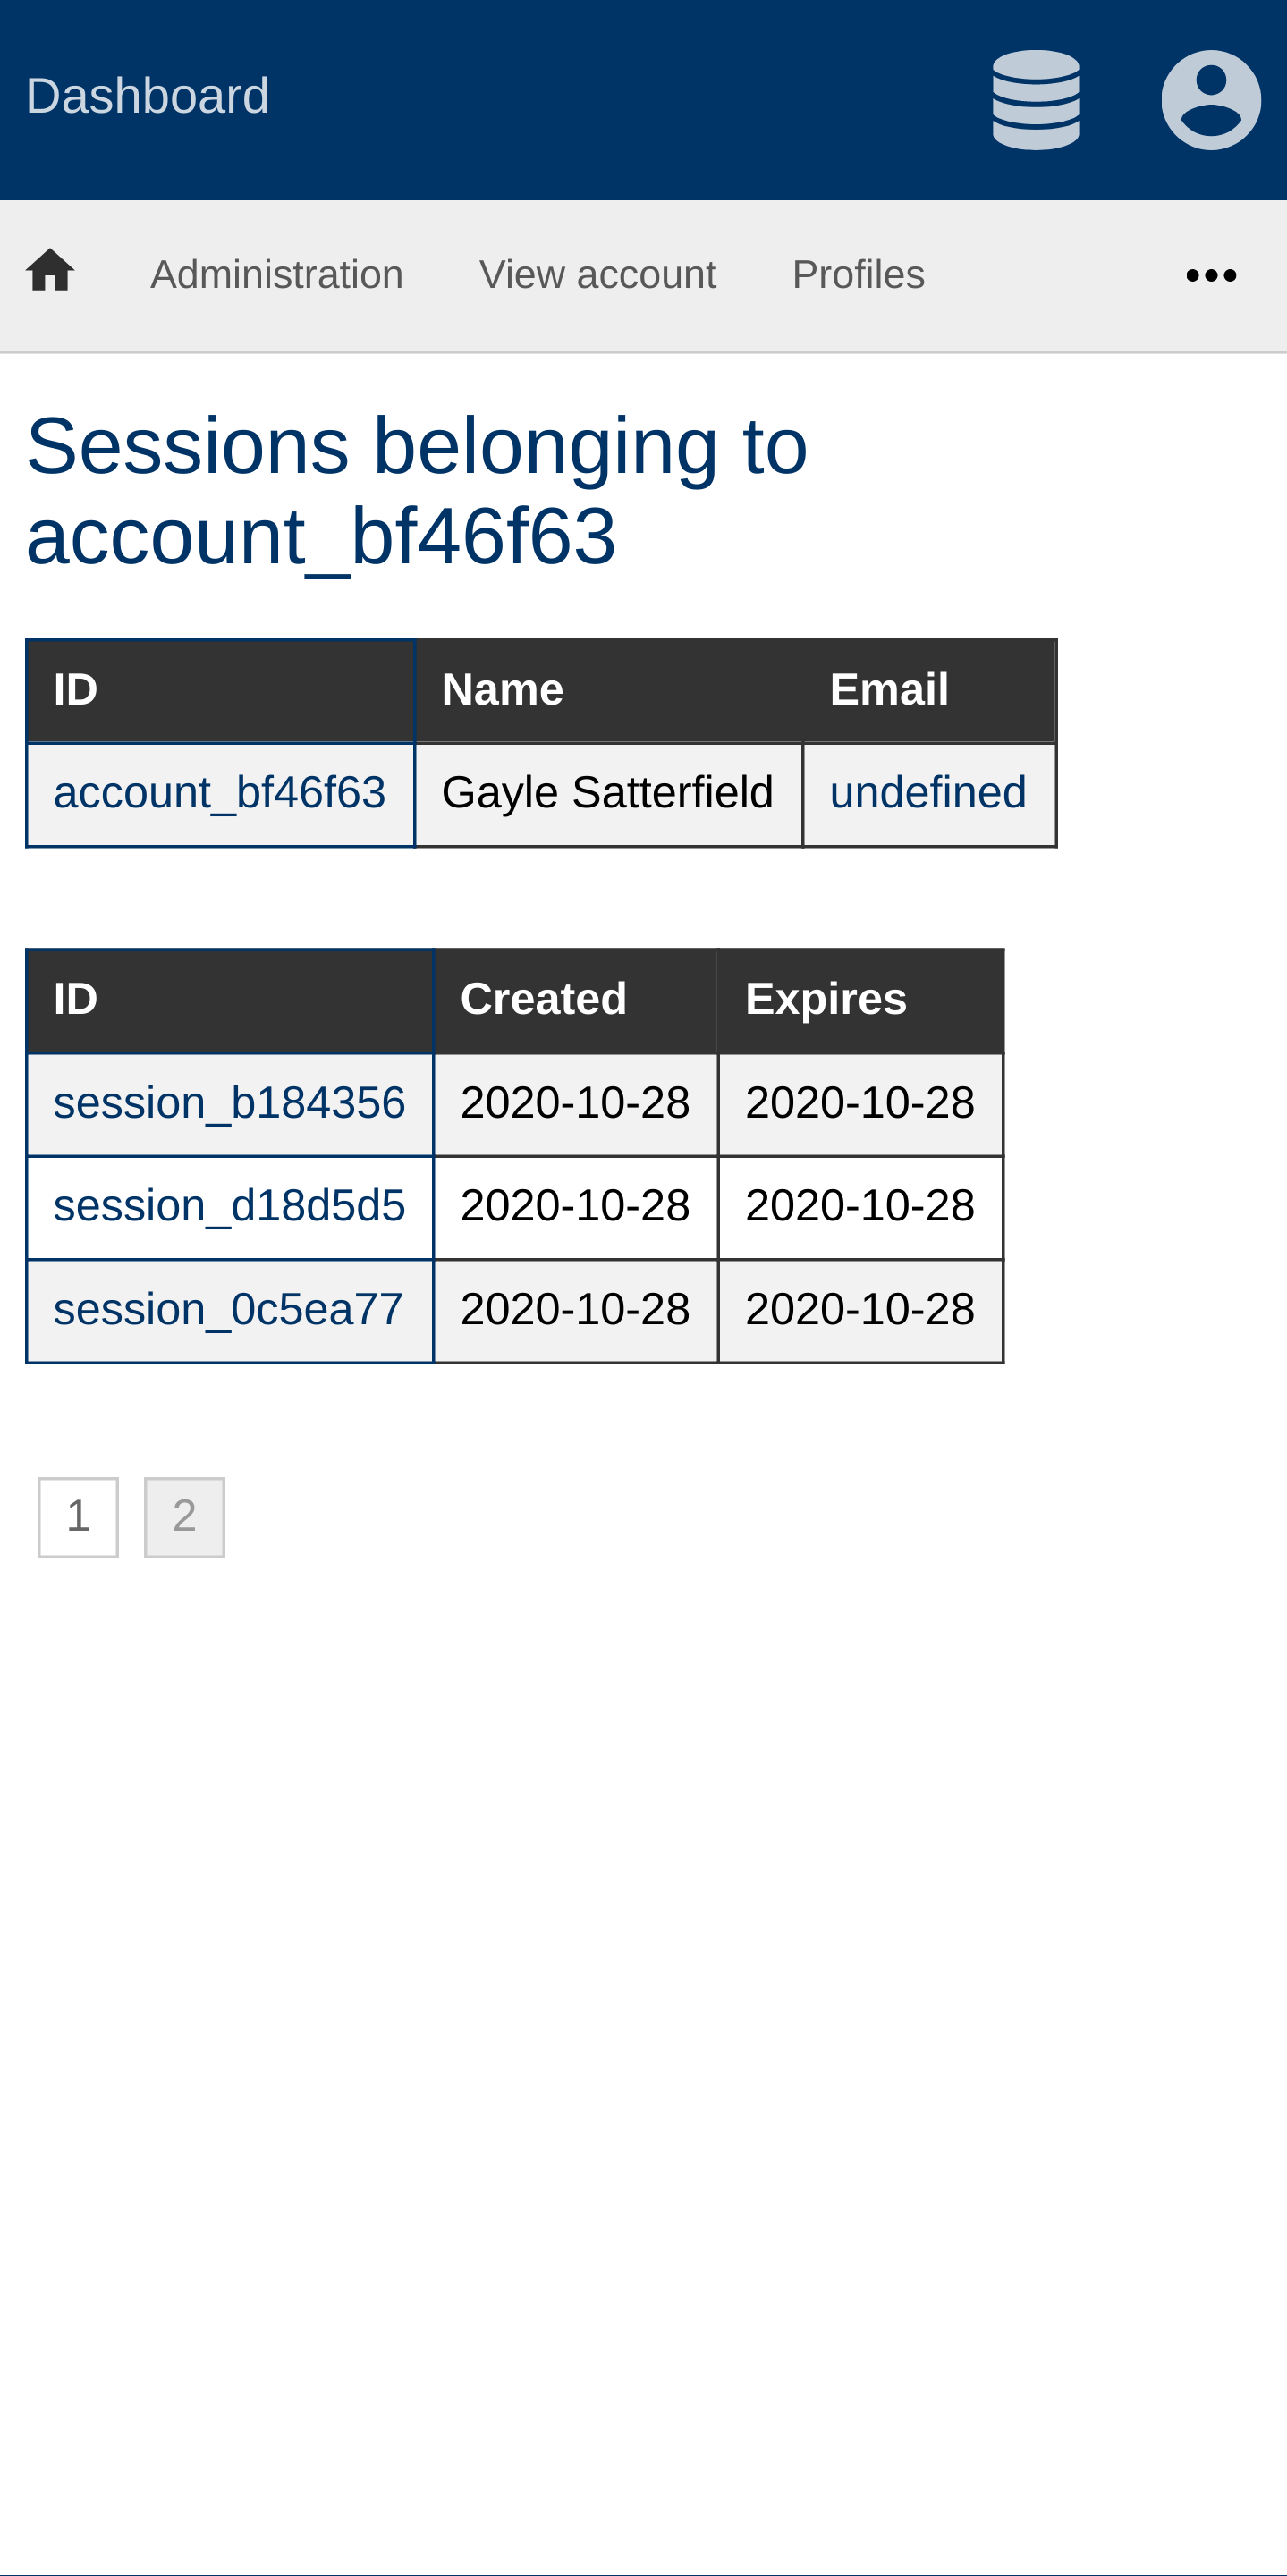 Dashboard
Administration View account Profiles
Sessions belonging to
account_bf46f63
ID Name Email
account_bf46f63 Gayle Satterfield undefined
ID Created Expires
session_b184356 2020-10-28 2020-10-28
session_d18d5d5 2020-10-28 2020-10-28
session_0c5ea77 2020-10-28 2020-10-28
1 2